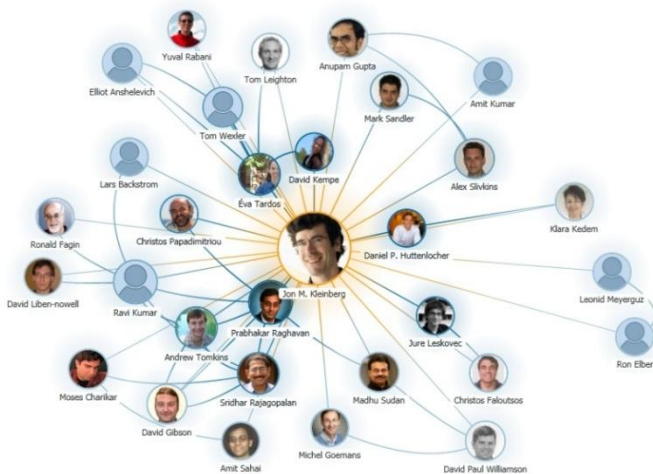 Yuval Rabani
Tom Leighton
Anupam Gupta
Elliot Anshelevich
Amit Kumar
Mark Sandler
Tom Wexler
Lars Backstrom
David Kempe
Alex Slivkins
Éva Tardos
Klara Kedem
Ronald Fagin
Christos Papadimitriou
Daniel P. Huttenlocher
David Liben-nowell
Jon M. Kleinberg
Leonid Meyerguz
Ravi Kumar
Prabhakar Raghavan
Jure Leskovec
Andrew Tomkins
Ron Elber
Moses Charikar
Sridhar Rajagopalan
Madhu Sudan
Christos Faloutsos
David Gibson
Michel Goemans
Amit Sahai
David Paul Williamson